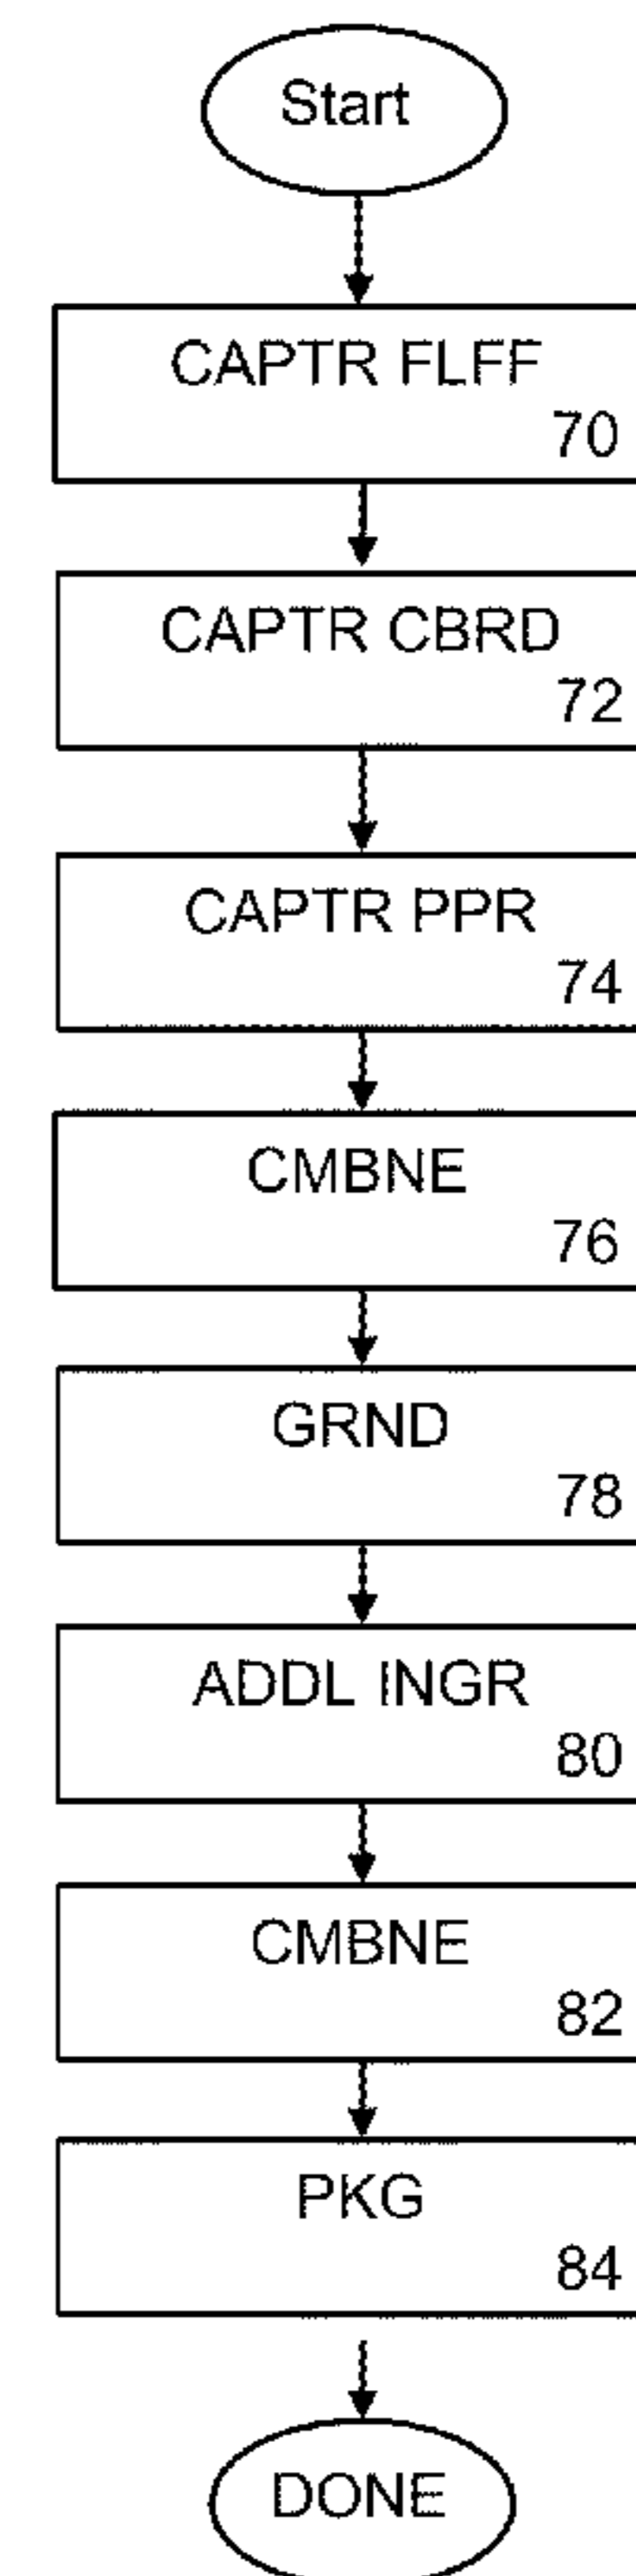 Start
CAPTR FLFF
70
CAPTR CBRD
72
CAPTR PPR
74
CMBNE
76
GRND
78
ADDL INGR
80
CMBNE
82
PKG
84
DONE